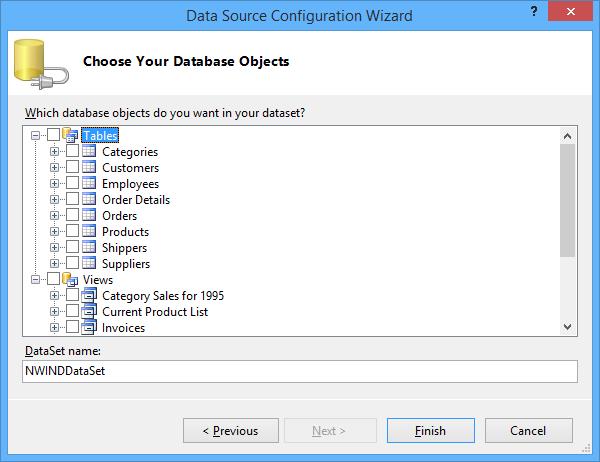 Data Source Configuration Wizard
?
Choose Your Database Objects
Which database objects do you want in your dataset?
Tables
Categories
Customers
Employees
Order Details
Orders
Products
Shippers
Suppliers
Views
Category Sales for 1995
Current Product List
Invoices
DataSet name:
NWINDDataSet
< Previous
Next >
Finish
Cancel